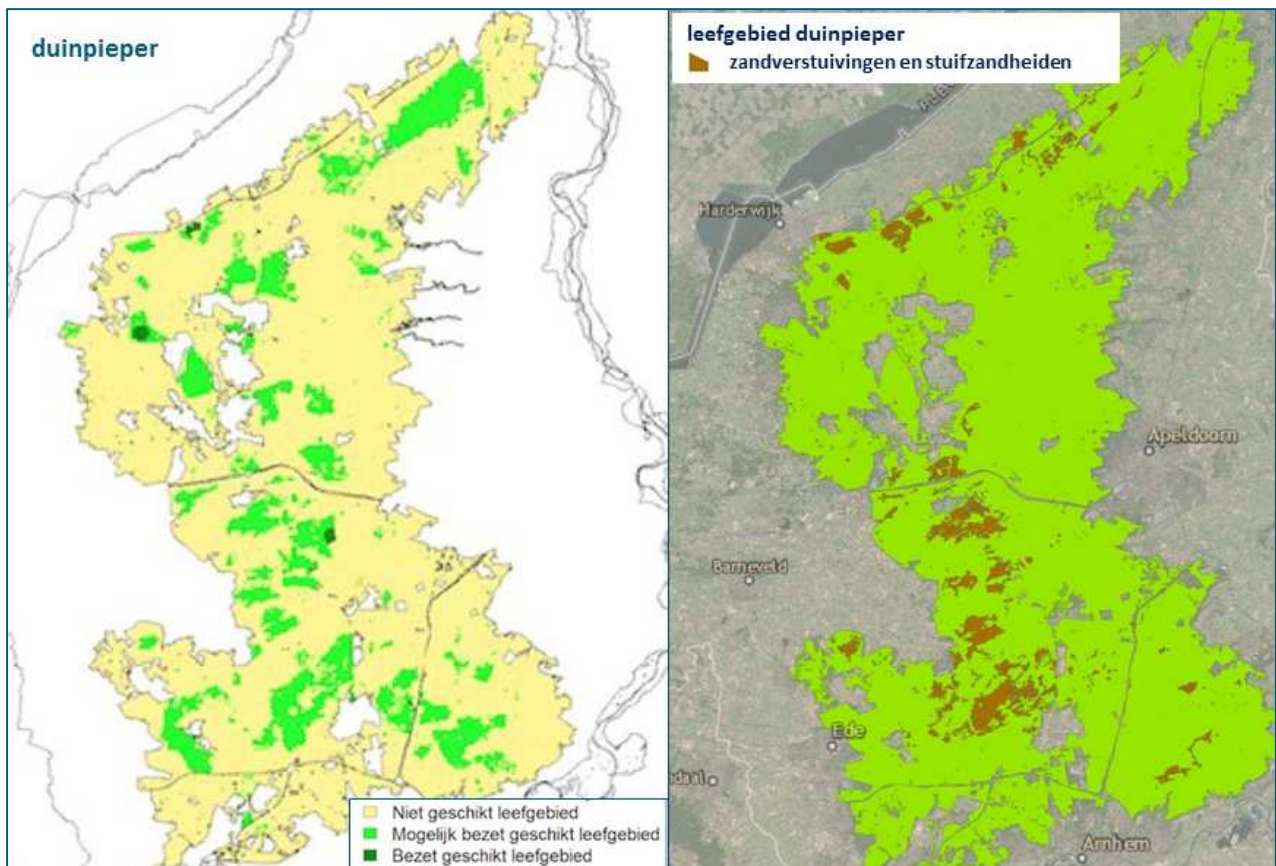 duinpieper
Niet geschikt leefgebied
Mogelijk bezet geschikt leefgebied
Bezet geschikt leefgebied
leefgebied duinpieper
zandverstuivingen en stuifzandheiden
Harderwijk
Apeldoorn
Barneveld
Ede
Arnhem